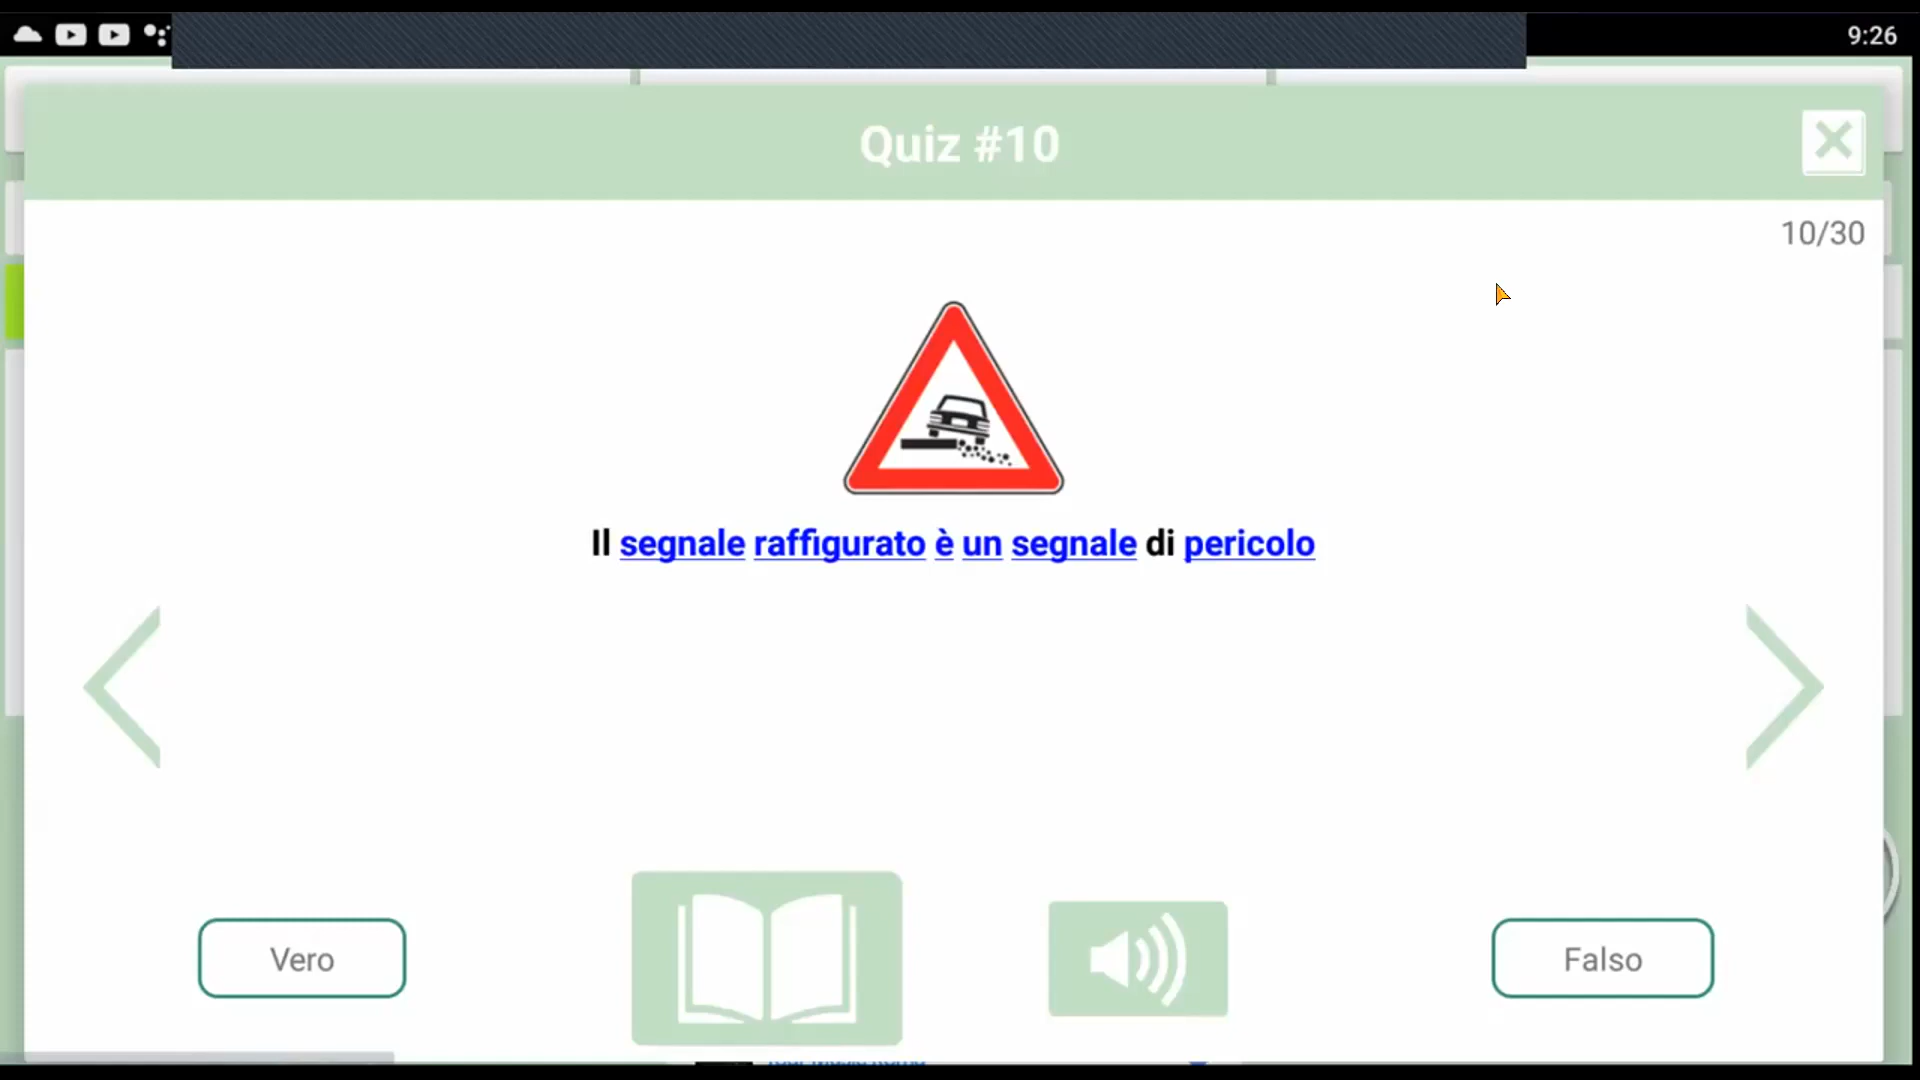 9:26
Quiz #10
10/30
Il segnale raffigurato è un segnale di pericolo
Vero
Falso